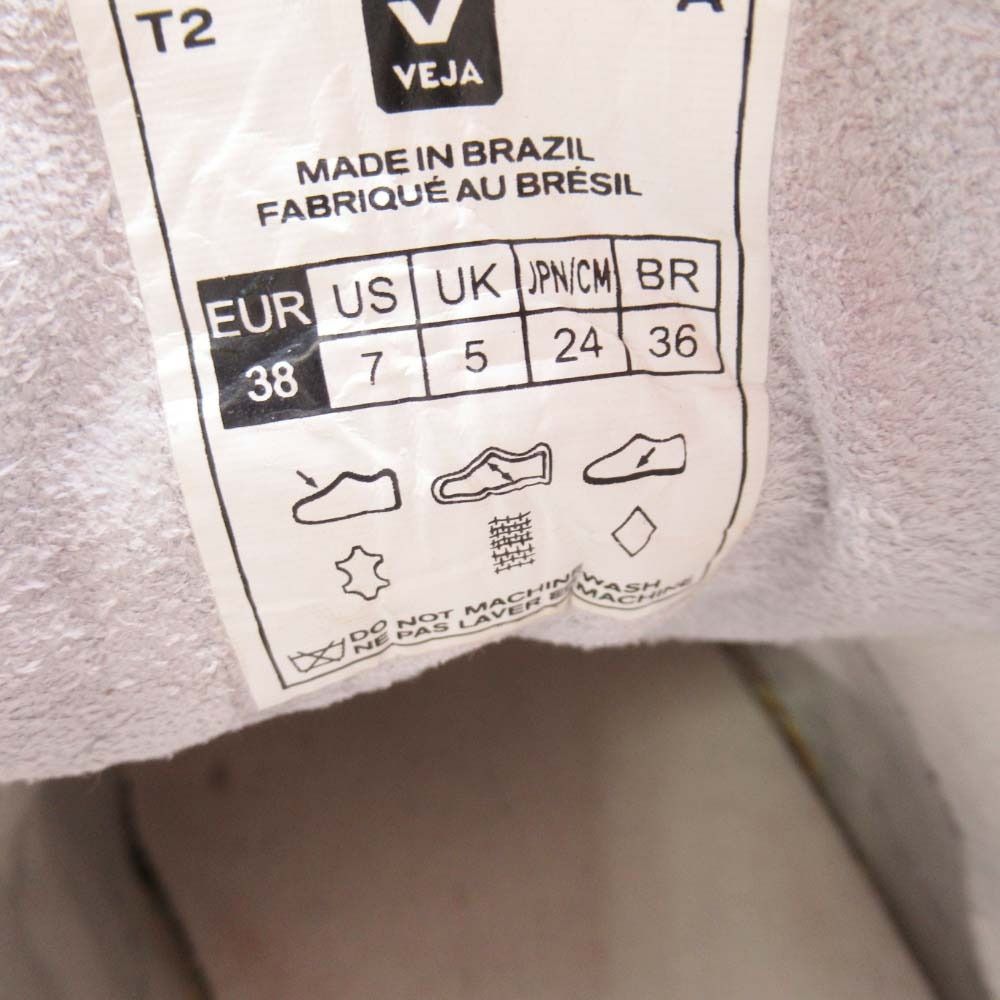 T2
A
VEJA
MADE IN BRAZIL
FABRIQUÉ AU BRÉSIL
EUR US UK JPN/CM BR
38 7 5 24 36
DO NOT MACHINE WASH
NE PAS LAVER EN MACHINE